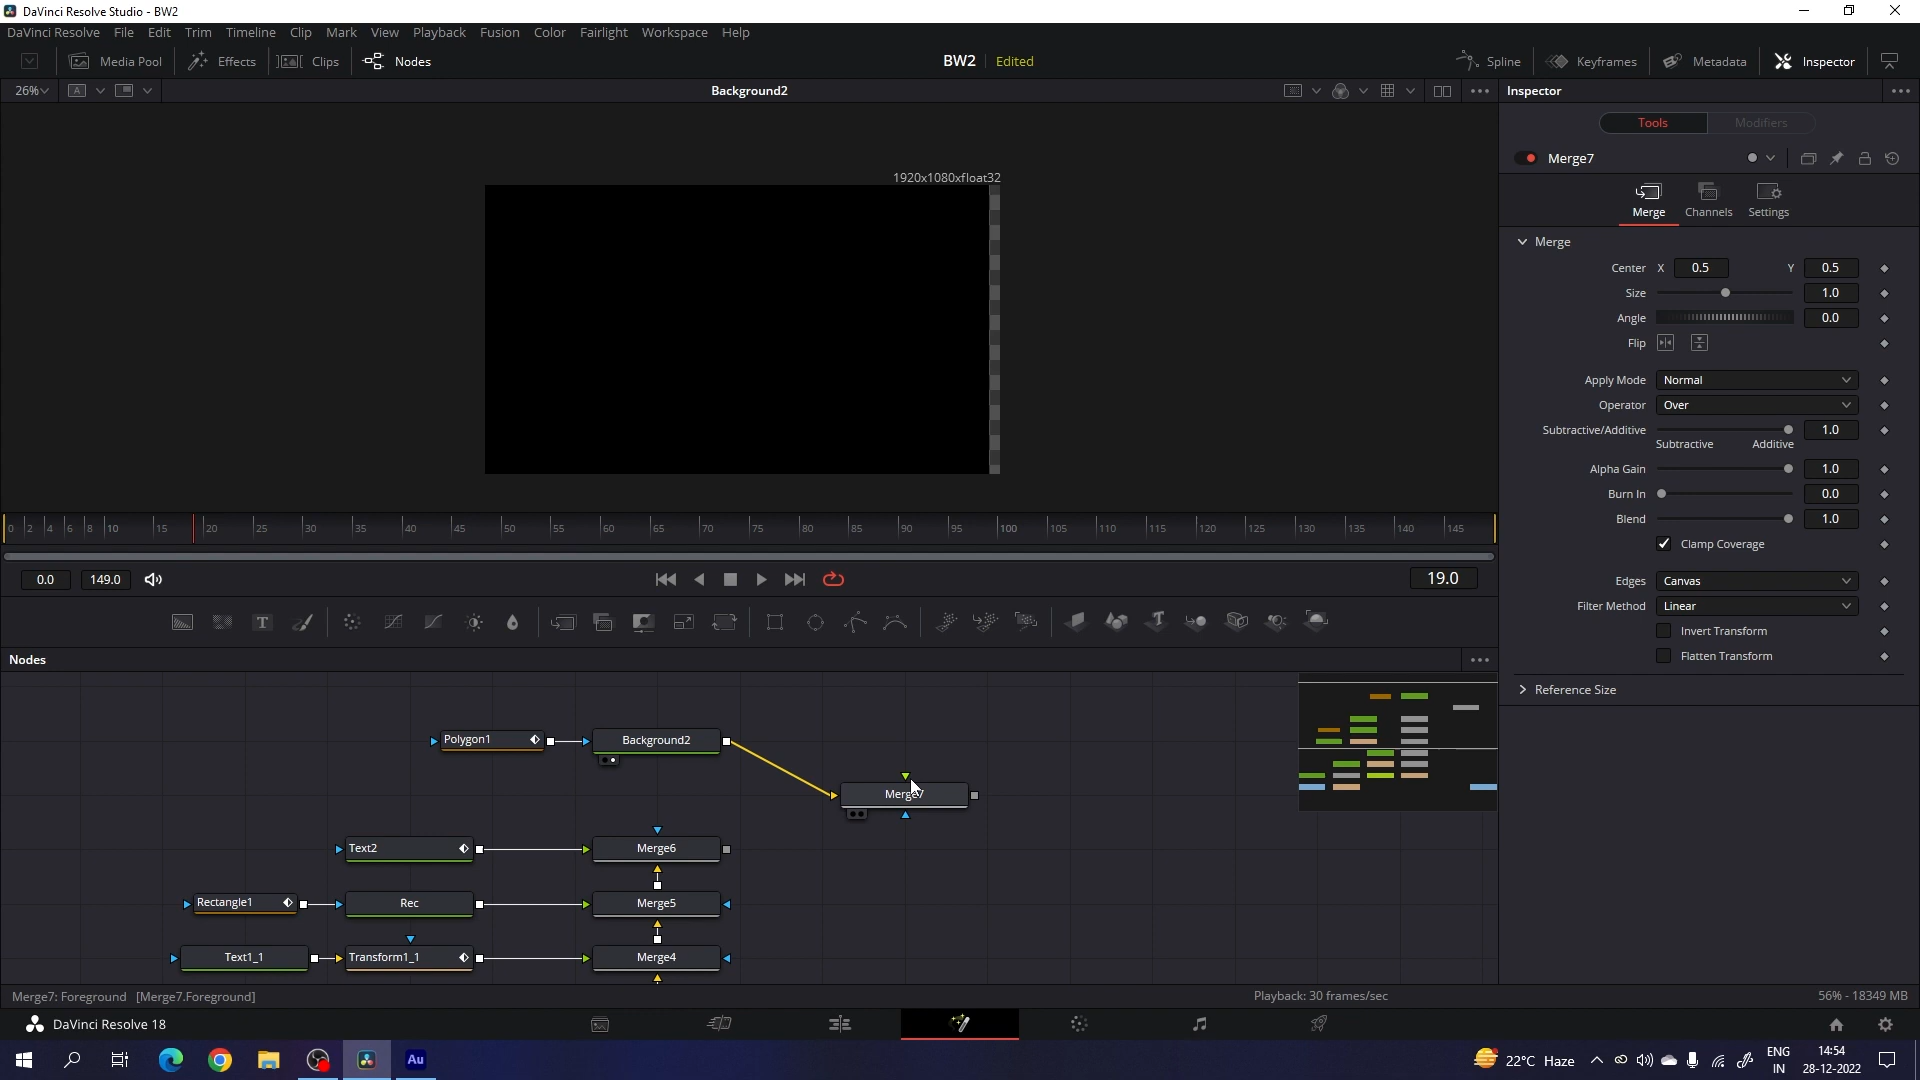 DaVinci Resolve Studio - BW2
DaVinci Resolve File Edit Trim Timeline Clip Mark View Playback Fusion Color Fairlight Workspace Help
Media Pool Effects Clips Nodes BW2 Edited Spline Keyframes Metadata Inspector
26% A Background2 Inspector
Tools Modifiers
Merge7
1920x1080xfloat32
Merge Channels Settings
Merge
Center X 0.5 Y 0.5
Size 1.0
Angle 0.0
Flip
Apply Mode Normal
Operator Over
Subtractive/Additive 1.0
Subtractive Additive
Alpha Gain 1.0
Burn In 0.0
Blend 1.0
Clamp Coverage
Edges Canvas
Filter Method Linear
Invert Transform
Flatten Transform
Reference Size
0 2 4 6 8 10 15 20 25 30 35 40 45 50 55 60 65 70 75 80 85 90 95 100 105 110 115 120 125 130 135 140 145
0.0 149.0 19.0
Nodes
Polygon1 Background2
Merge7
Text2 Merge6
Rectangle1 Rec Merge5
Text1_1 Transform1_1 Merge4
Merge7: Foreground [Merge7.Foreground] Playback: 30 frames/sec 56% - 18349 MB
DaVinci Resolve 18
Au 22°C Haze ENG 14:54
IN 28-12-2022